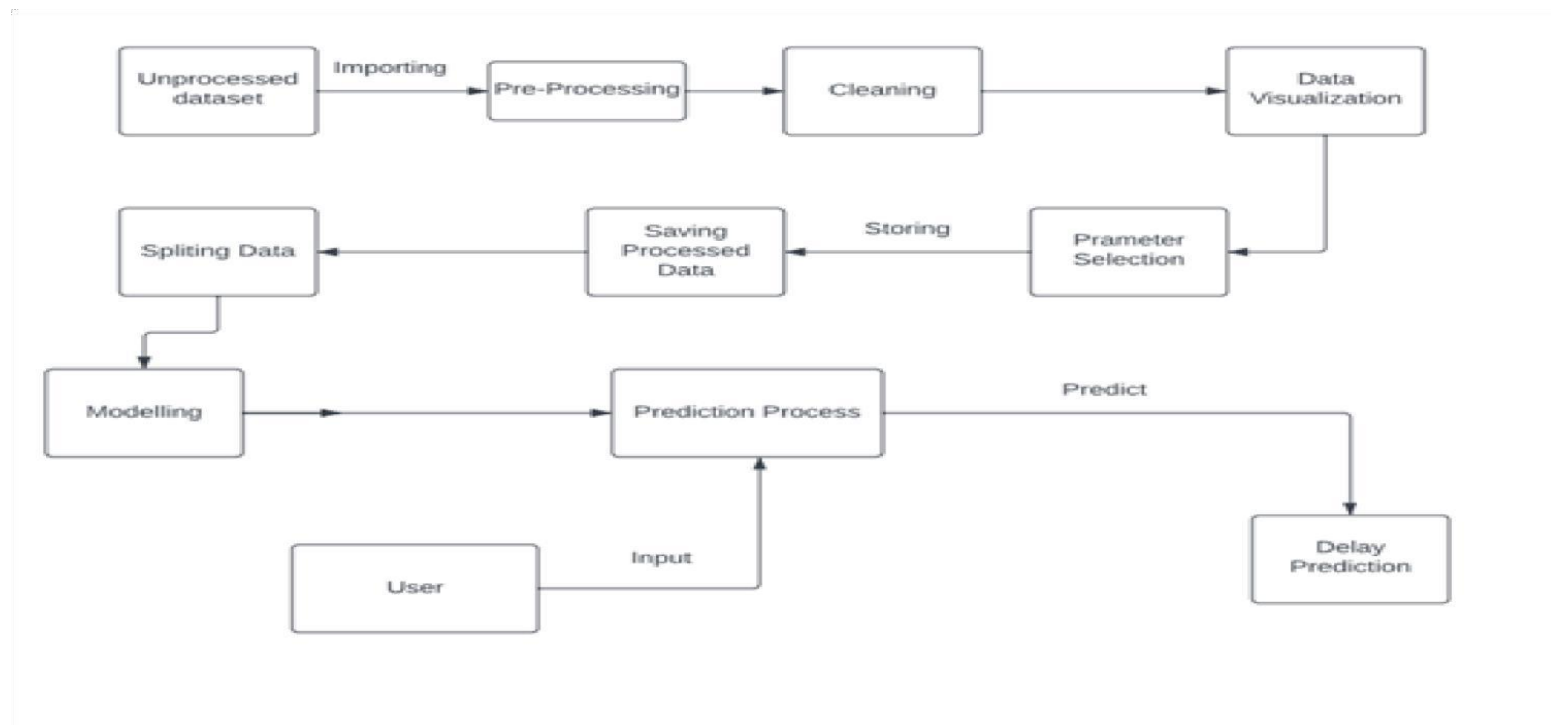 Unprocessed
dataset
Importing
Pre-Processing
Cleaning
Data
Visualization
Spliting Data
Saving
Processed
Data
Storing
Prameter
Selection
Modelling
Prediction Process
Predict
User
Input
Delay
Prediction